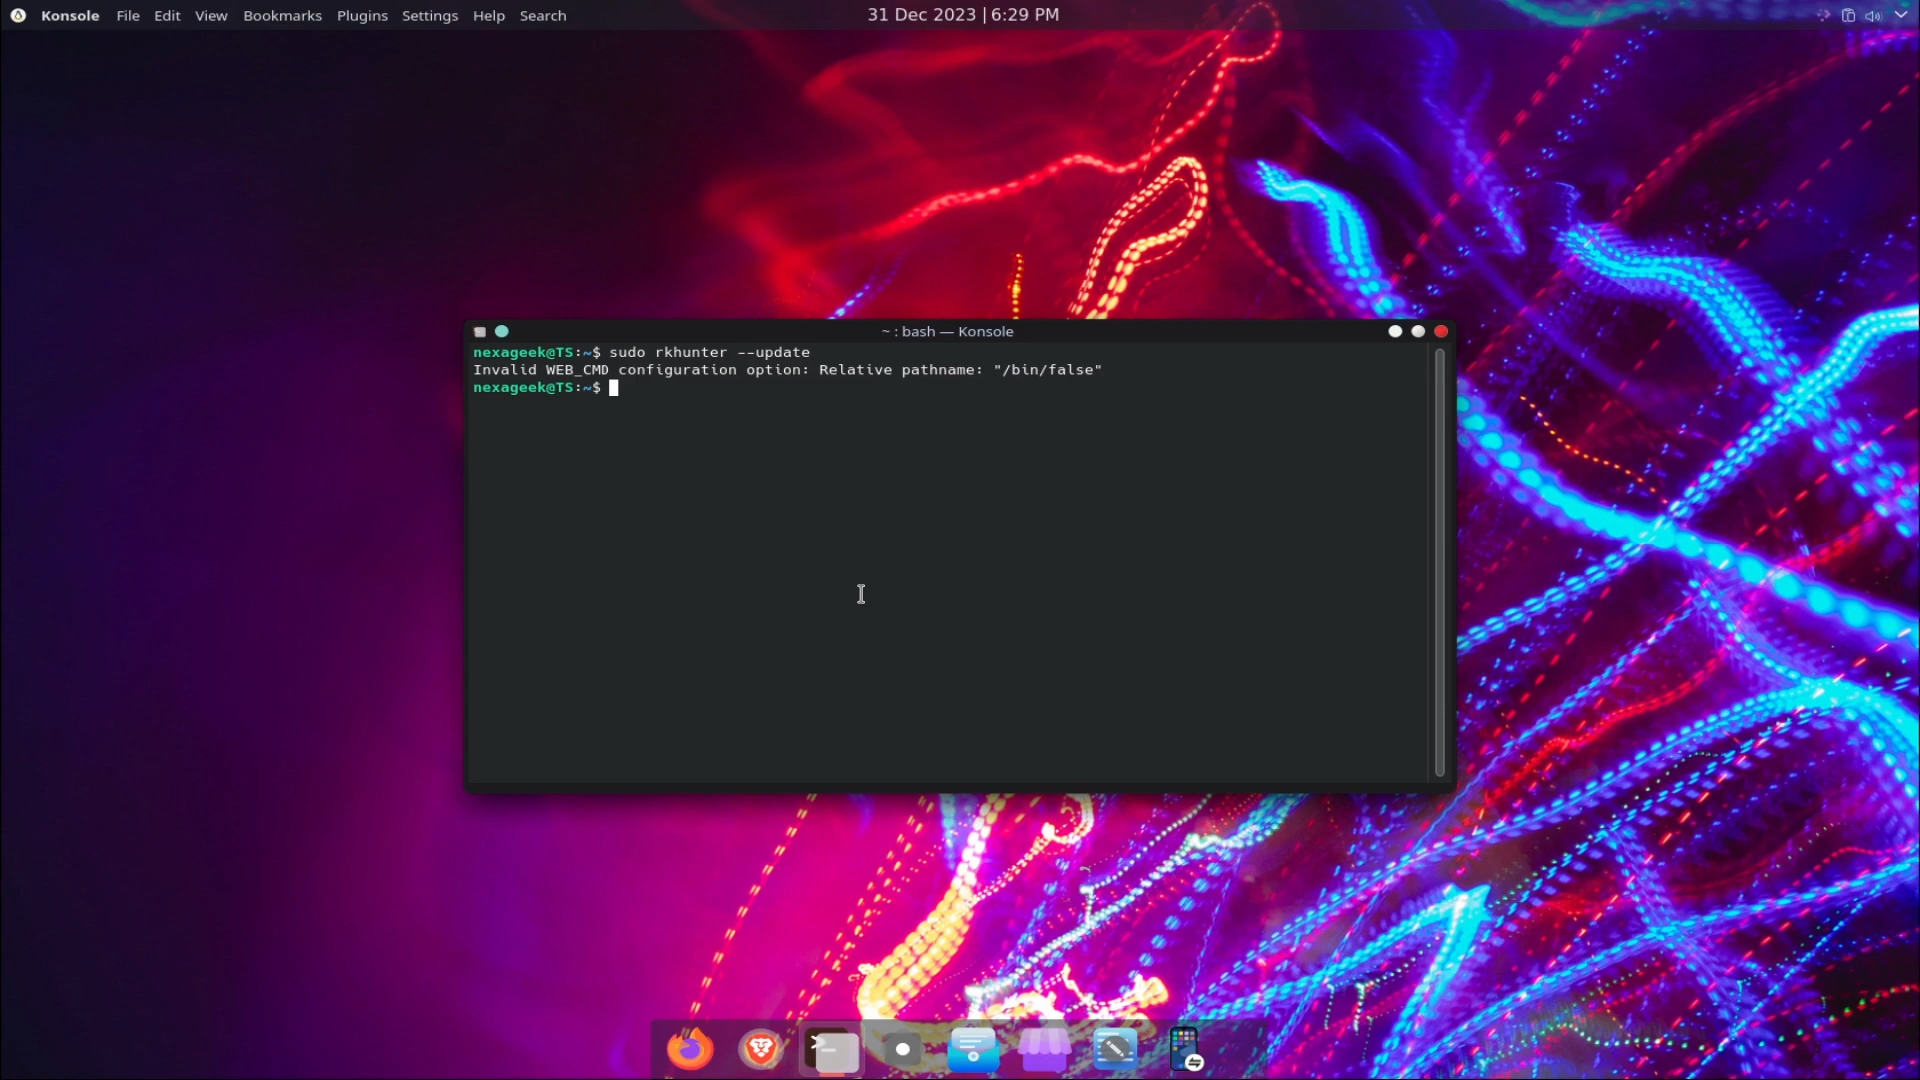 Konsole File Edit View Bookmarks Plugins Settings Help Search 31 Dec 2023 | 6:29 PM
~ : bash — Konsole
nexageek@TS:~$ sudo rkhunter --update
Invalid WEB_CMD configuration option: Relative pathname: "/bin/false"
nexageek@TS:~$